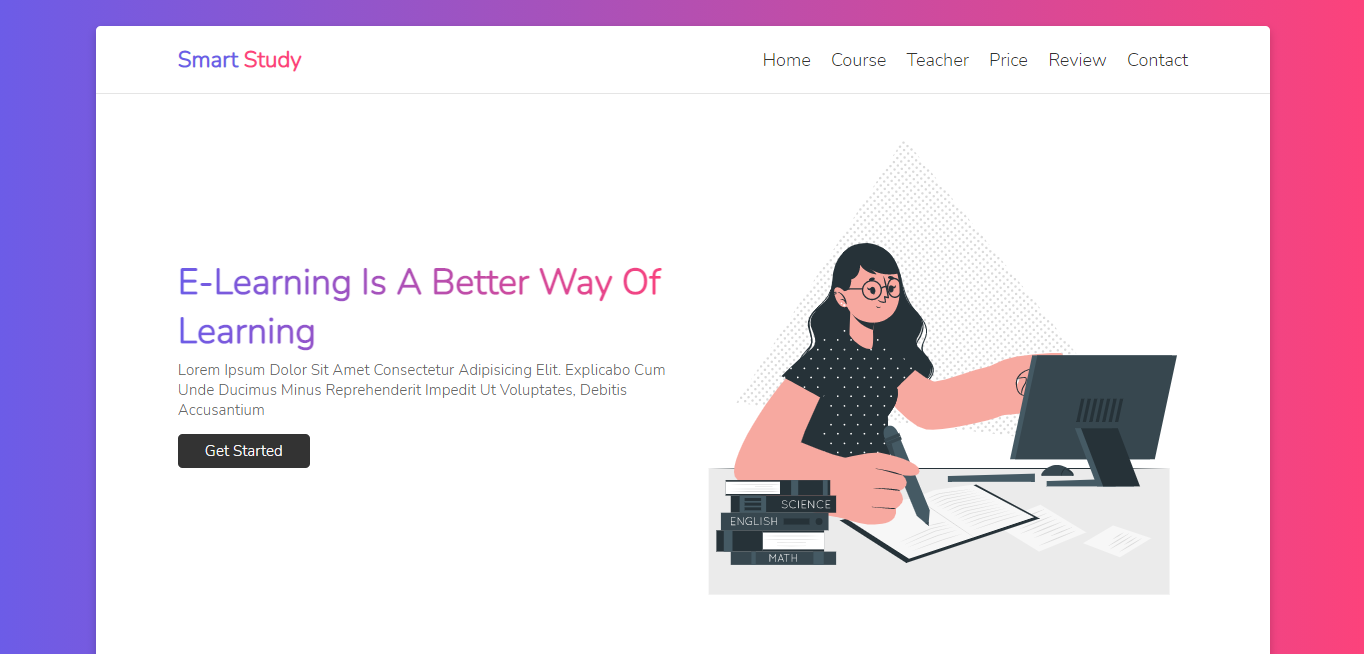 Smart Study
Home Course Teacher Price Review Contact
E-Learning Is A Better Way Of
Learning
Lorem Ipsum Dolor Sit Amet Consectetur Adipisicing Elit. Explicabo Cum
Unde Ducimus Minus Reprehenderit Impedit Ut Voluptates, Debitis
Accusantium
Get Started
SCIENCE
ENGLISH
MATH